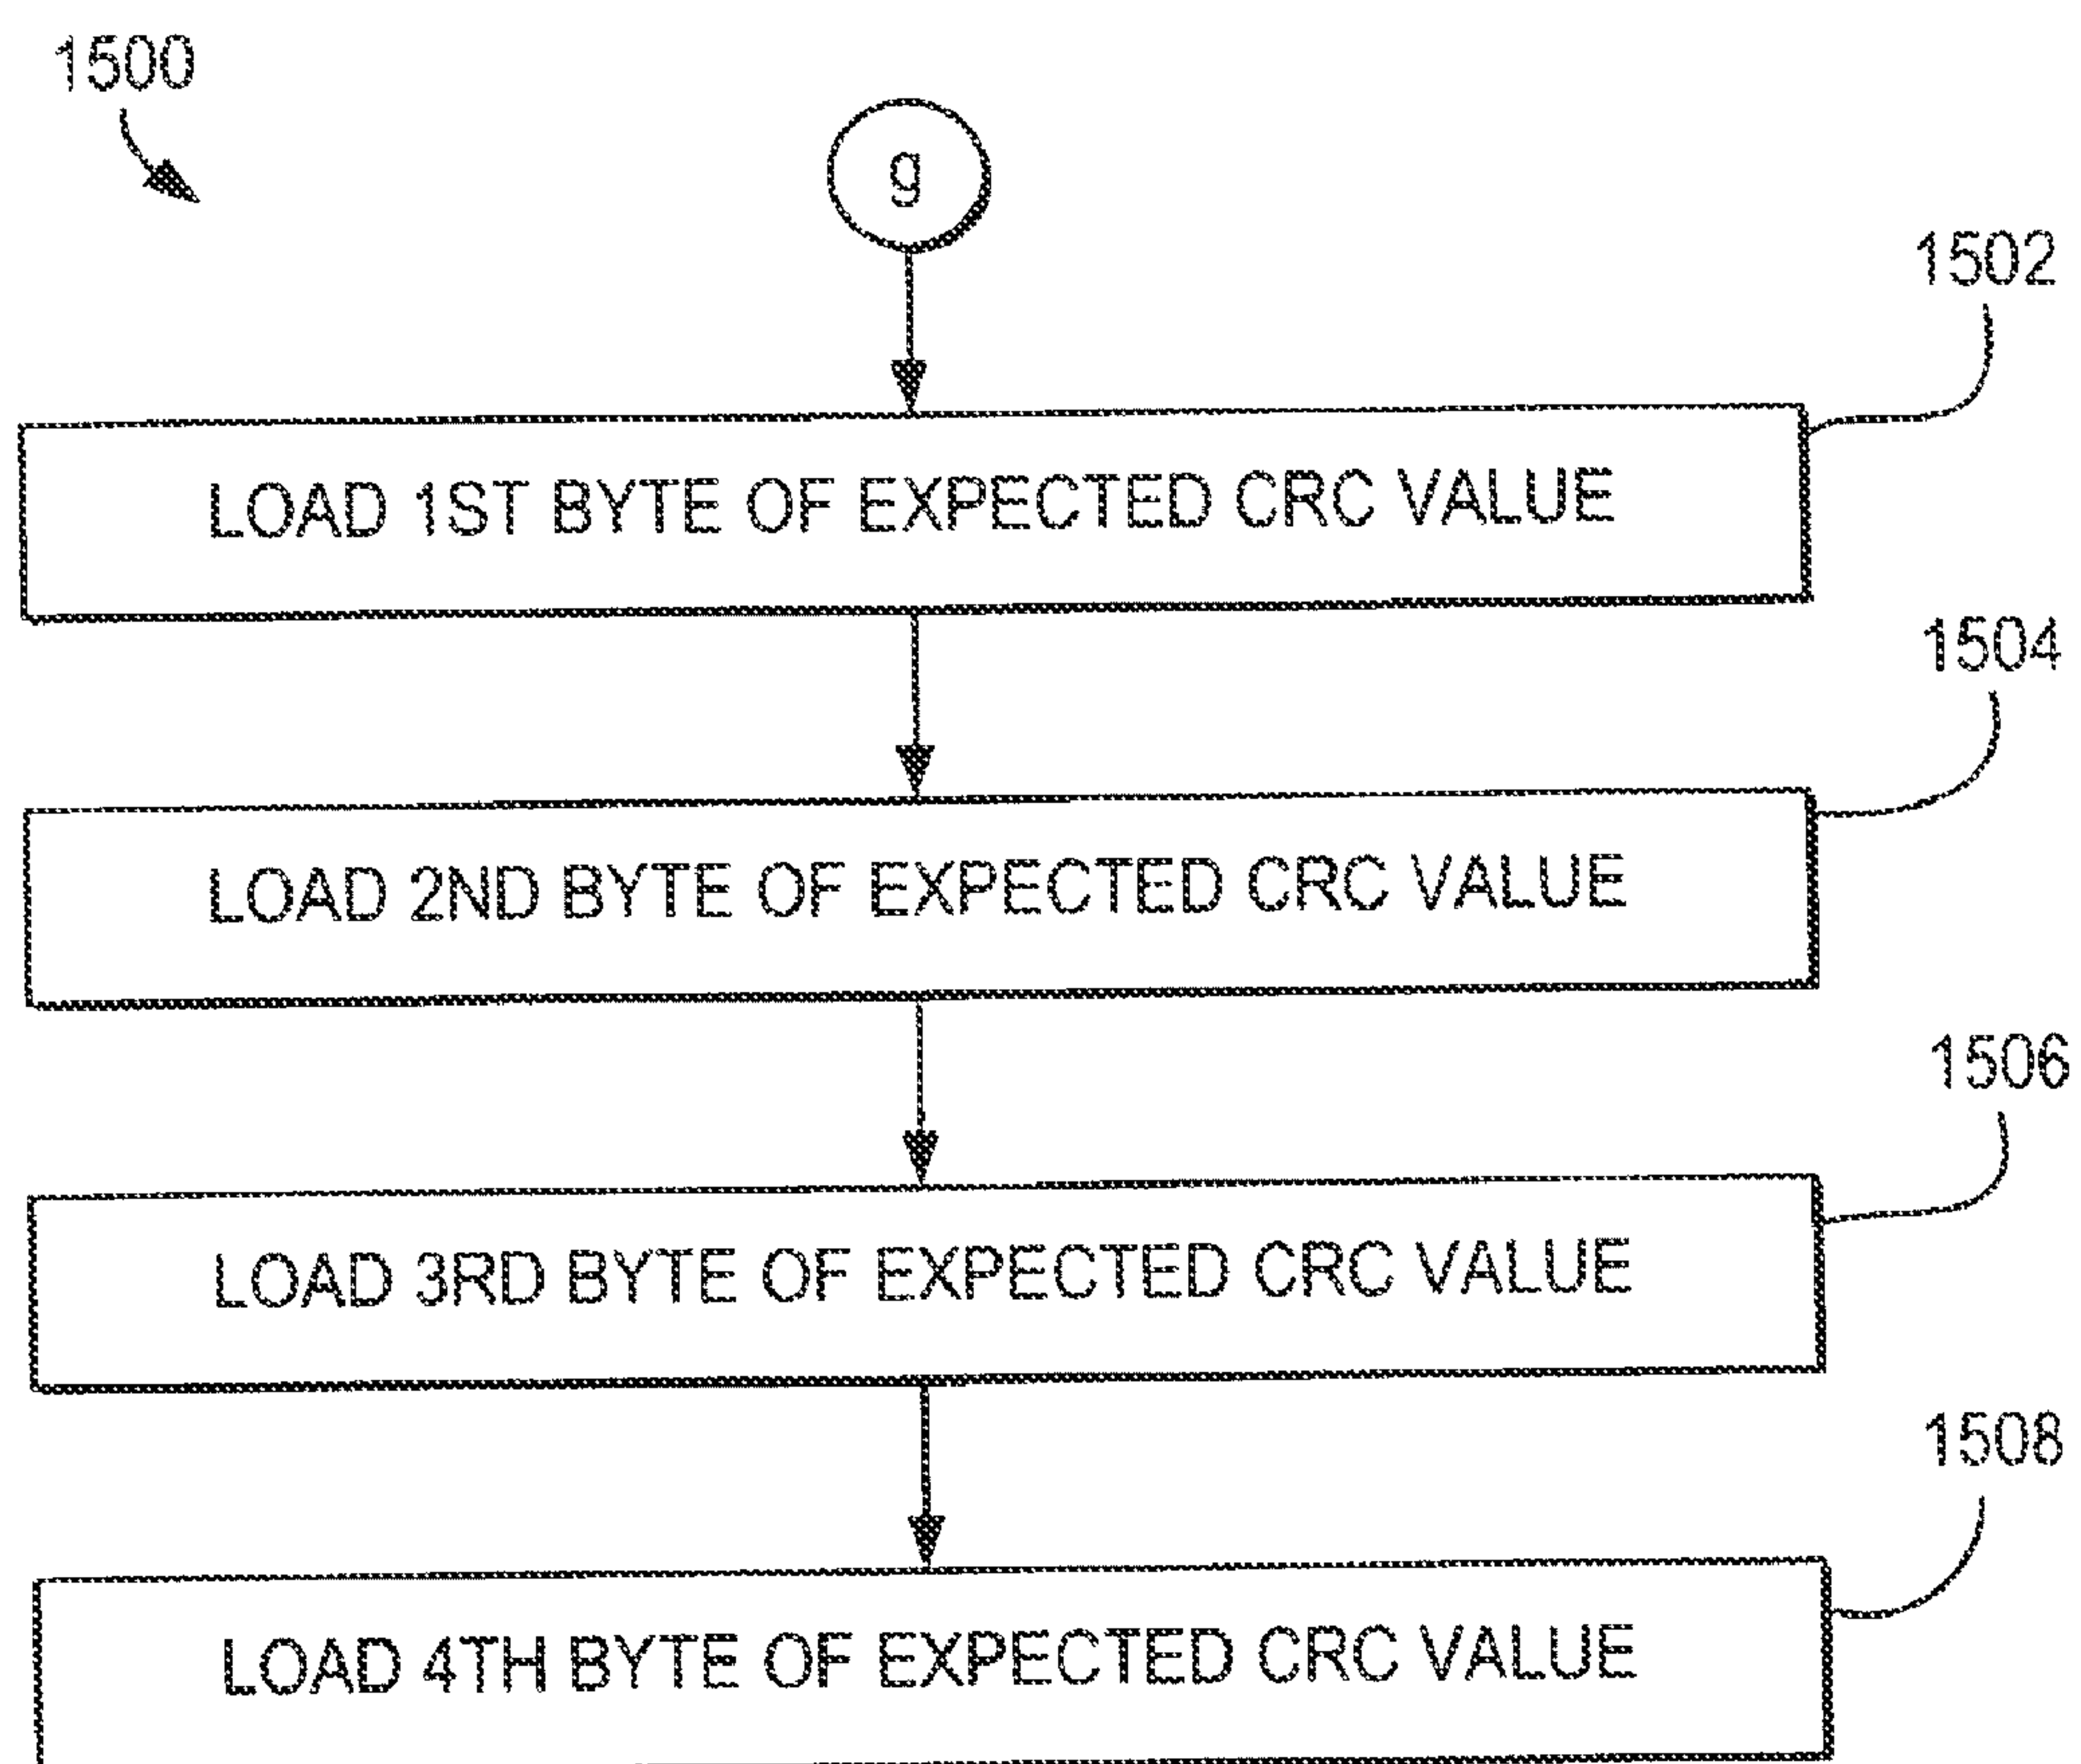 1500
g
1502
LOAD 1ST BYTE OF EXPECTED CRC VALUE
1504
LOAD 2ND BYTE OF EXPECTED CRC VALUE
1506
LOAD 3RD BYTE OF EXPECTED CRC VALUE
1508
LOAD 4TH BYTE OF EXPECTED CRC VALUE